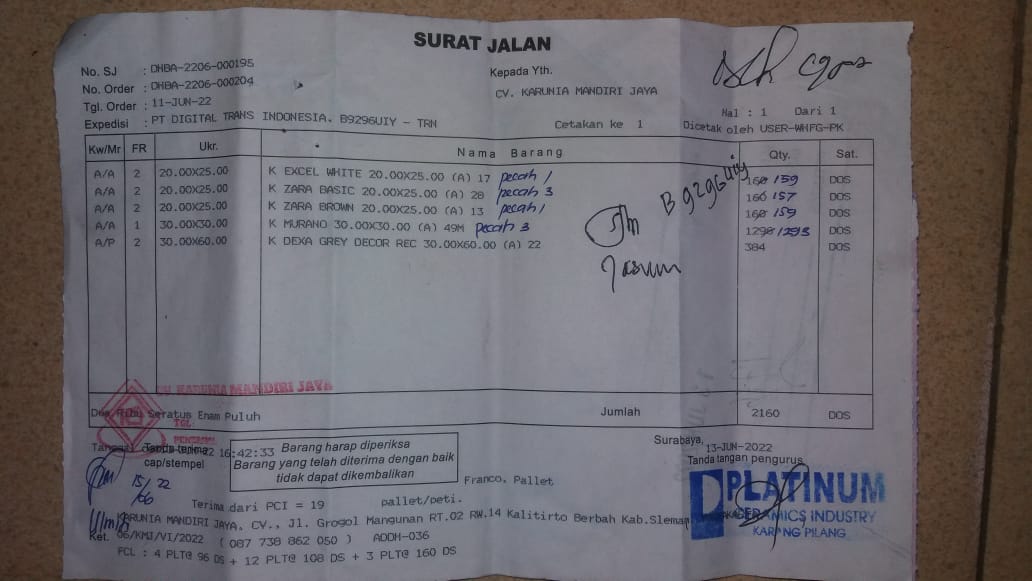 SURAT JALAN
No. SJ : DHBA-2206-000195
No. Order : DHBA-2206-000204
Tgl. Order : 11-JUN-22
Expedisi : PT DIGITAL TRANS INDONESIA. B9296UIY - TRN
Kepada Yth.
CV. KARUNIA MANDIRI JAYA
Cetakan ke 1
Hal : 1 Dari 1
Dicetak oleh USER-WHFG-PK
Kw/Mr FR Ukr. Nama Barang Qty. Sat.
A/A 2 20.00X25.00 K EXCEL WHITE 20.00X25.00 (A) 17 pecah 1 160 159 DOS
A/A 2 20.00X25.00 K ZARA BASIC 20.00X25.00 (A) 28 pecah 3 160 157 DOS
A/A 2 20.00X25.00 K ZARA BROWN 20.00X25.00 (A) 13 pecah 1 160 159 DOS
A/A 1 30.00X30.00 K MURANO 30.00X30.00 (A) 49M pecah 3 1296 1293 DOS
A/P 2 30.00X60.00 K DEXA GREY DECOR REC 30.00X60.00 (A) 22 384 DOS
B 9296 UIY
CV. KARUNIA MANDIRI JAYA
TGL:
Dua Ribu Seratus Enam Puluh Jumlah 2160 DOS
16:42:33
Tanda terima
cap/stempel
15/22
06
Barang harap diperiksa
Barang yang telah diterima dengan baik
tidak dapat dikembalikan
Franco, Pallet
Surabaya, 13-JUN-2022
Tanda tangan pengurus
PLATINUM
CERAMICS INDUSTRY
KARANG PILANG
Terima dari PCI = 19 pallet/peti.
KARUNIA MANDIRI JAYA, CV., Jl. Grogol Mangunan RT.02 RW.14 Kalitirto Berbah Kab.Sleman
Ket. 06/KMJ/VI/2022 ( 087 738 862 050 ) ADDM-036
PCL : 4 PLT@ 96 DS + 12 PLT@ 108 DS + 3 PLT@ 160 DS